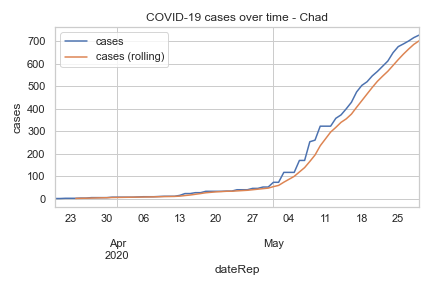 COVID-19 cases over time - Chad
cases
cases (rolling)
700
600
500
400
300
200
100
0
cases
23 30 06 13 20 27 04 11 18 25
Apr May
2020
dateRep